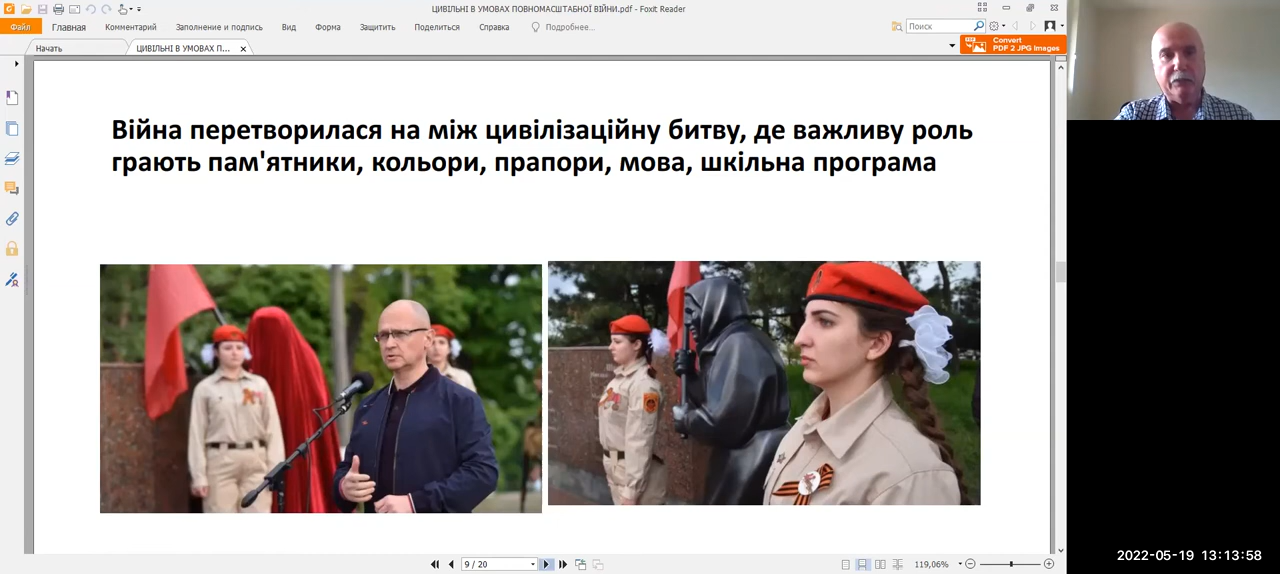 ЦИВІЛЬНІ В УМОВАХ ПОВНОМАСШТАБНОЇ ВІЙНИ.pdf - Foxit Reader
Файл Главная Комментарий Заполнение и подпись Вид Форма Защитить Поделиться Справка Подробнее... Поиск
Начать ЦИВІЛЬНІ В УМОВАХ П...
Convert
PDF 2 JPG Images
Війна перетворилася на між цивілізаційну битву, де важливу роль
грають пам'ятники, кольори, прапори, мова, шкільна програма
9 / 20 119,06%
2022-05-19 13:13:58